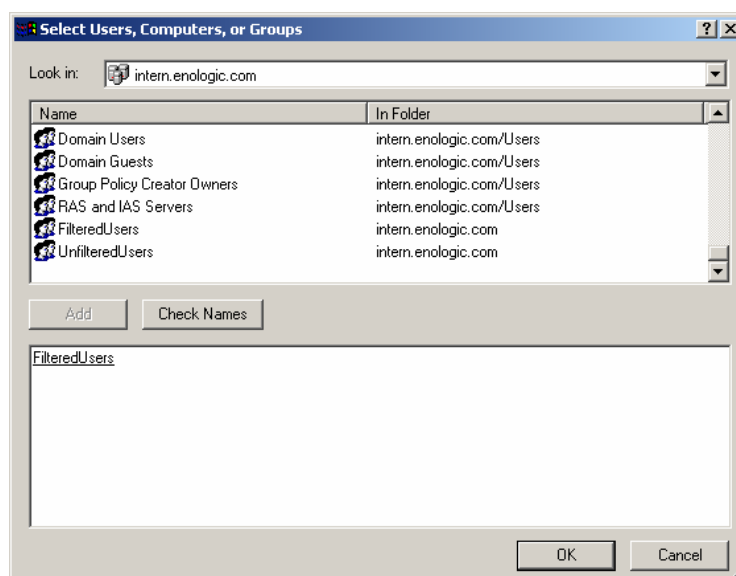 Select Users, Computers, or Groups
Look in: intern.enologic.com
Name In Folder
Domain Users intern.enologic.com/Users
Domain Guests intern.enologic.com/Users
Group Policy Creator Owners intern.enologic.com/Users
RAS and IAS Servers intern.enologic.com/Users
FilteredUsers intern.enologic.com
UnfilteredUsers intern.enologic.com
Add Check Names
FilteredUsers
OK Cancel